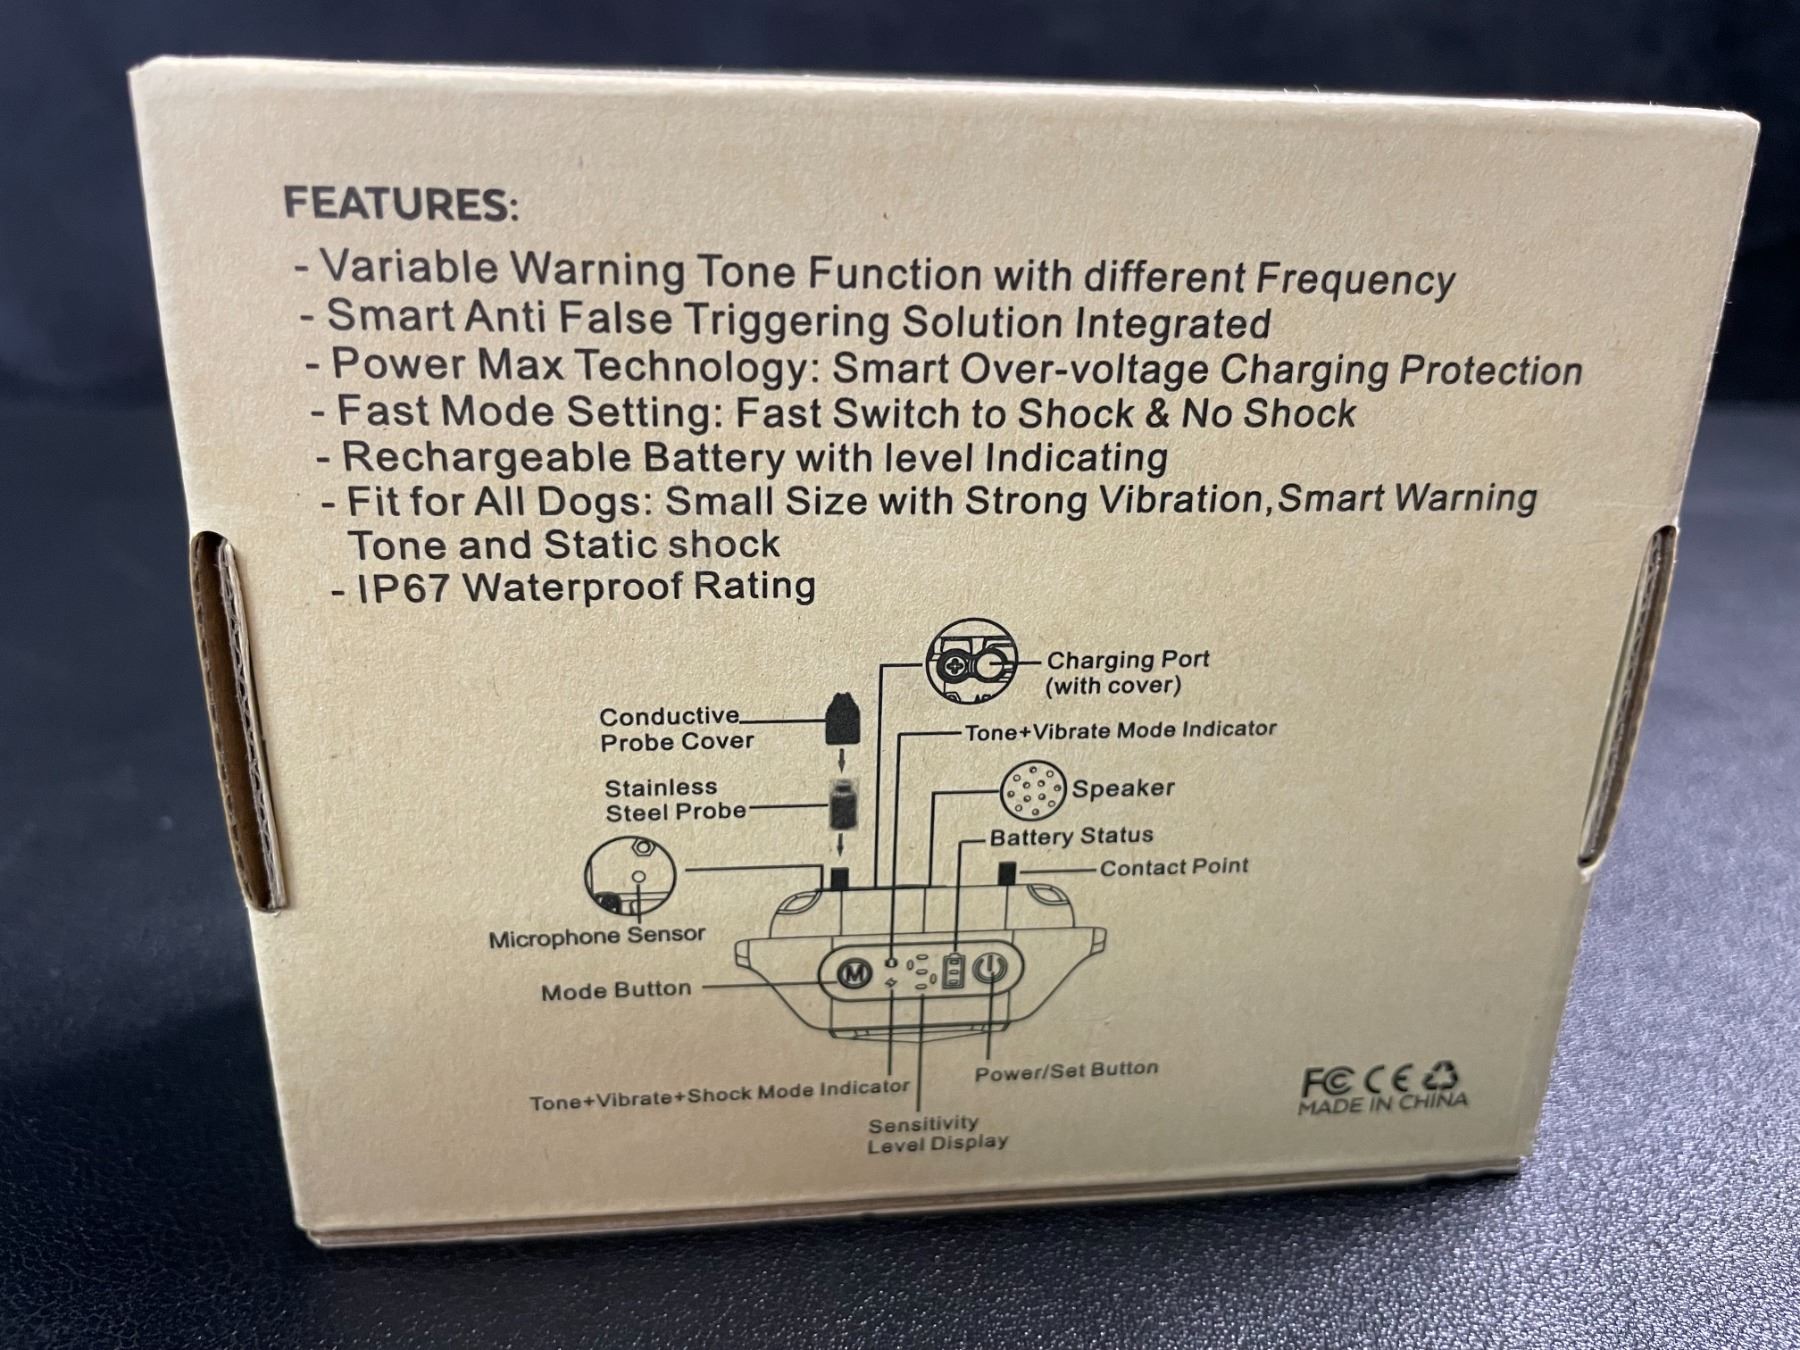 FEATURES:
- Variable Warning Tone Function with different Frequency
- Smart Anti False Triggering Solution Integrated
- Power Max Technology: Smart Over-voltage Charging Protection
- Fast Mode Setting: Fast Switch to Shock & No Shock
- Rechargeable Battery with level Indicating
- Fit for All Dogs: Small Size with Strong Vibration, Smart Warning
Tone and Static shock
- IP67 Waterproof Rating
Charging Port
(with cover)
Conductive
Probe Cover
Tone+Vibrate Mode Indicator
Stainless
Steel Probe
Speaker
Battery Status
Contact Point
Microphone Sensor
M
Mode Button
Power/Set Button
Tone+Vibrate+Shock Mode Indicator
Sensitivity
Level Display
FC CE
MADE IN CHINA